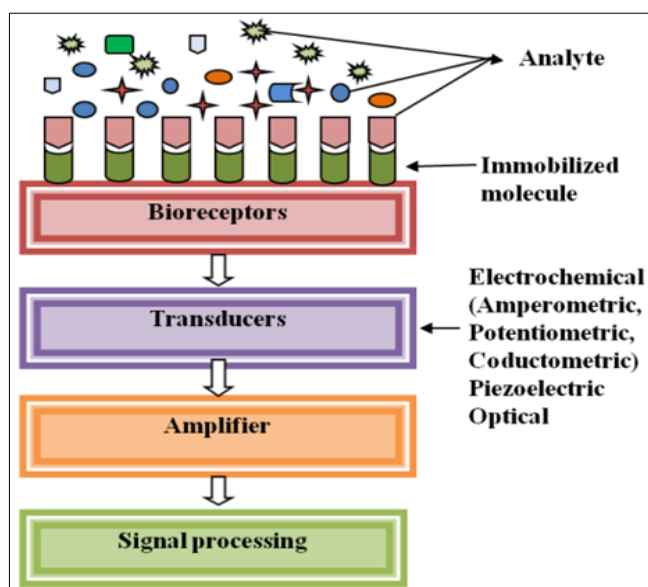 Analyte
Immobilized
molecule
Bioreceptors
Electrochemical
(Amperometric,
Potentiometric,
Coductometric)
Piezoelectric
Optical
Transducers
Amplifier
Signal processing